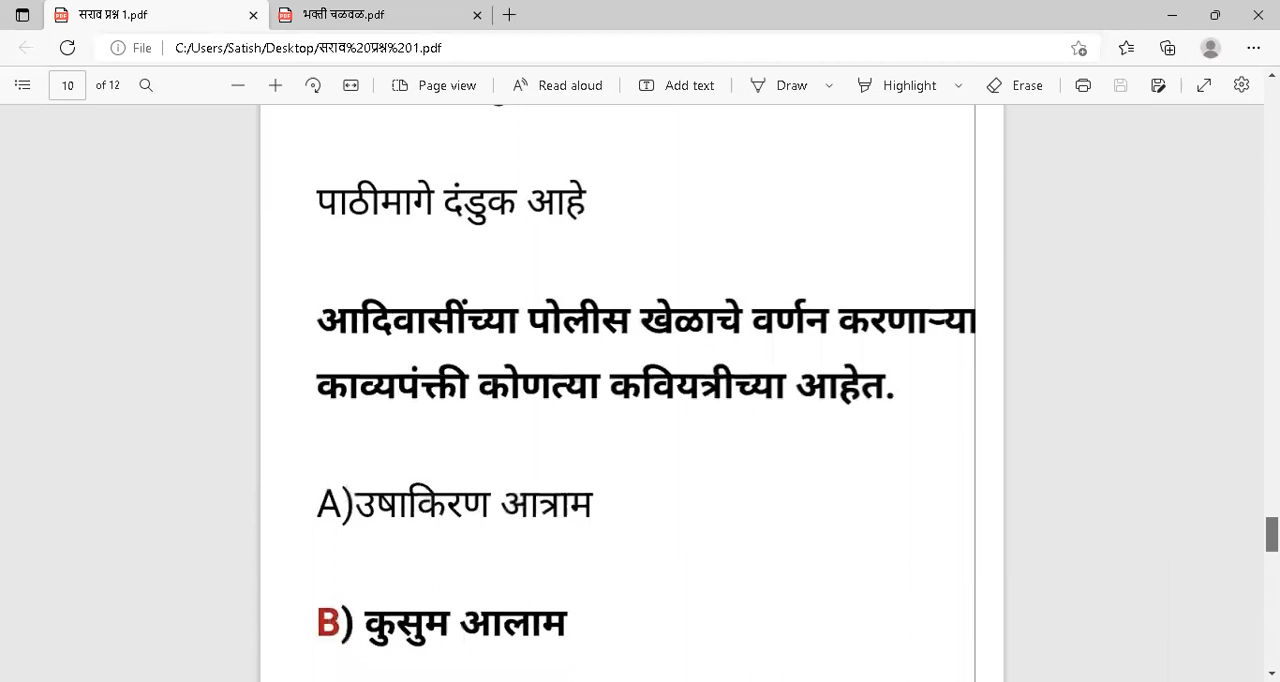 सराव प्रश्न 1.pdf
भक्ती चळवळ.pdf
File
C:/Users/Satish/Desktop/सराव%20प्रश्न%201.pdf
10 of 12
Page view
Read aloud
Add text
Draw
Highlight
Erase
पाठीमागे दंडुक आहे
आदिवासींच्या पोलीस खेळाचे वर्णन करणाऱ्या
काव्यपंक्ती कोणत्या कवियत्रीच्या आहेत.
A)उषाकिरण आत्राम
B) कुसुम आलाम